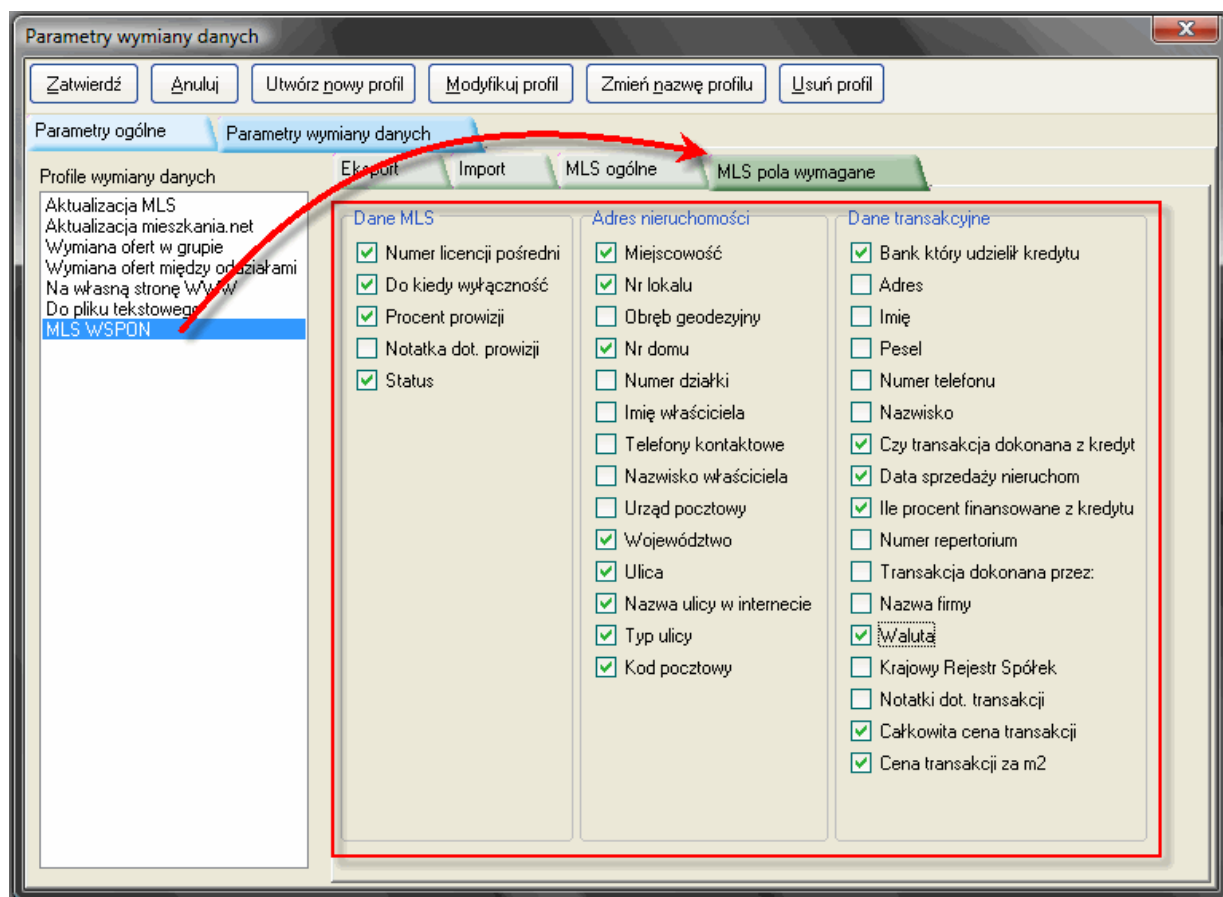 Parametry wymiany danych
Zatwierdź Anuluj Utwórz nowy profil Modyfikuj profil Zmień nazwę profilu Usuń profil
Parametry ogólne Parametry wymiany danych
Profile wymiany danych
Aktualizacja MLS
Aktualizacja mieszkania.net
Wymiana ofert w grupie
Wymiana ofert między oddziałami
Na własną stronę WWW
Do pliku tekstowego
MLS WSPON
Eksport Import MLS ogólne MLS pola wymagane
Dane MLS
Numer licencji pośredni
Do kiedy wyłączność
Procent prowizji
Notatka dot. prowizji
Status
Adres nieruchomości
Miejscowość
Nr lokalu
Obręb geodezyjny
Nr domu
Numer działki
Imię właściciela
Telefony kontaktowe
Nazwisko właściciela
Urząd pocztowy
Województwo
Ulica
Nazwa ulicy w internecie
Typ ulicy
Kod pocztowy
Dane transakcyjne
Bank który udzielił kredytu
Adres
Imię
Pesel
Numer telefonu
Nazwisko
Czy transakcja dokonana z kredyt
Data sprzedaży nieruchom
Ile procent finansowane z kredytu
Numer repertorium
Transakcja dokonana przez:
Nazwa firmy
Waluta
Krajowy Rejestr Spółek
Notatki dot. transakcji
Całkowita cena transakcji
Cena transakcji za m2